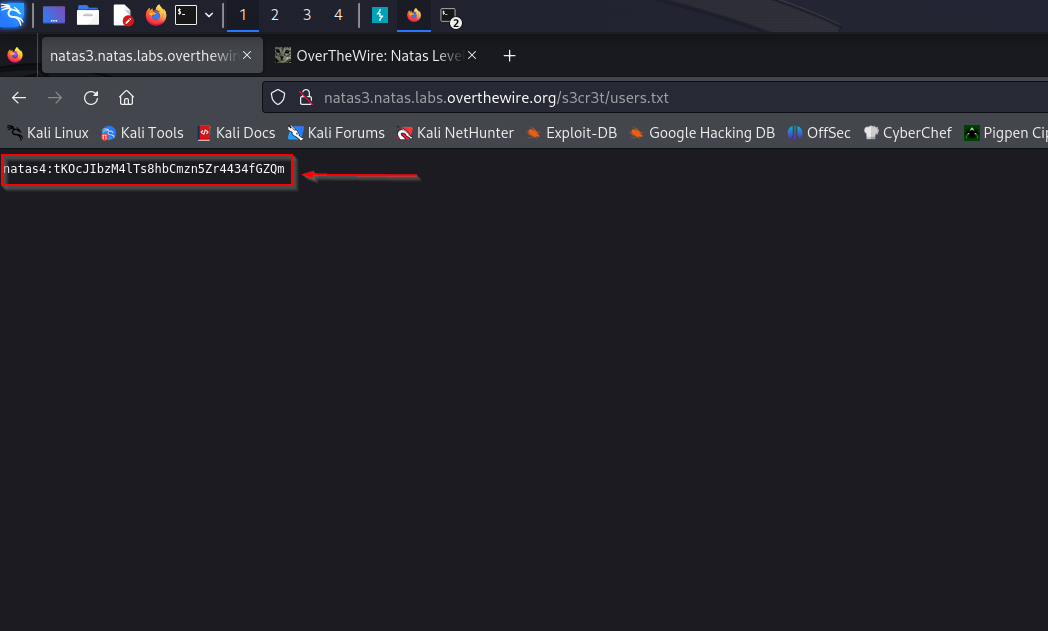 1 2 3 4 2
natas3.natas.labs.overthewir OverTheWire: Natas Leve
natas3.natas.labs.overthewire.org/s3cr3t/users.txt
Kali Linux Kali Tools Kali Docs Kali Forums Kali NetHunter Exploit-DB Google Hacking DB OffSec CyberChef Pigpen Cip
natas4:tKOcJIbzM4lTs8hbCmzn5Zr4434fGZQm